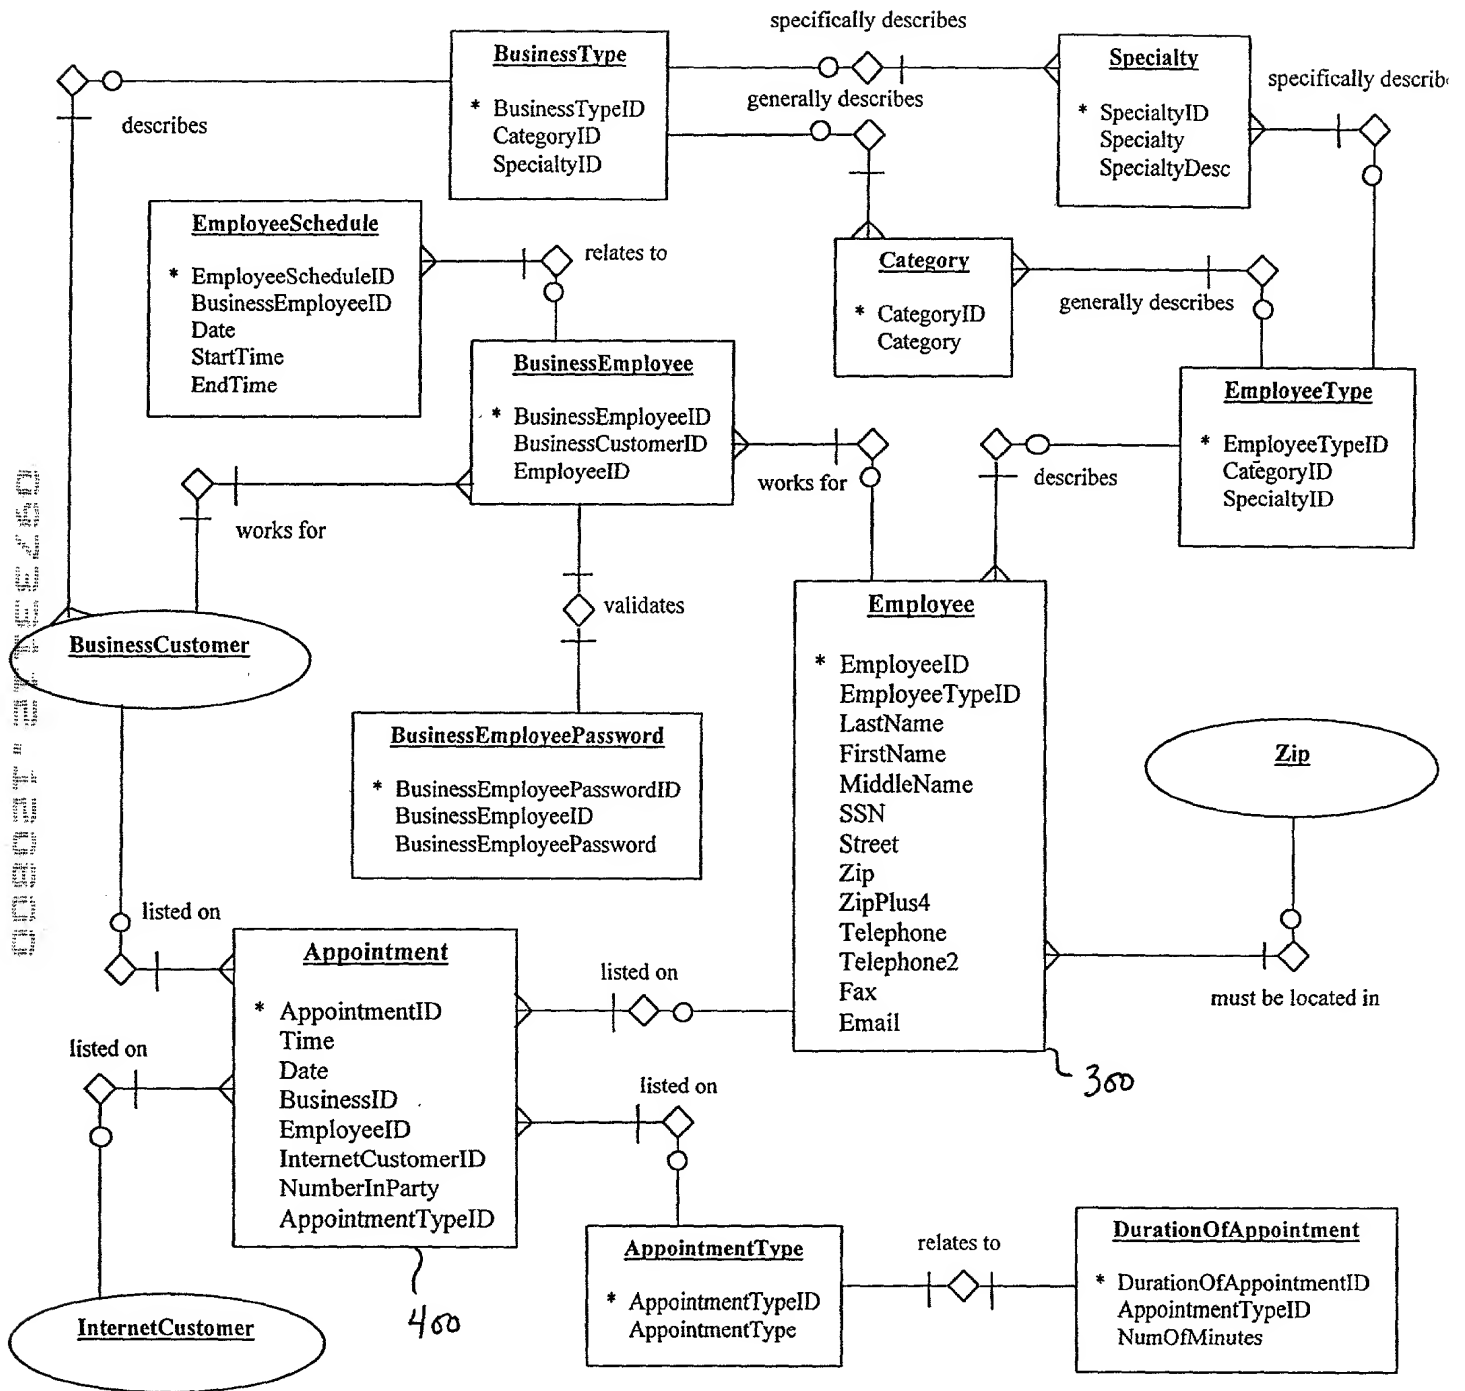 specifically describes
BusinessType
* BusinessTypeID
CategoryID
SpecialtyID
describes
generally describes
Specialty
* SpecialtyID
Specialty
SpecialtyDesc
specifically describ
EmployeeSchedule
* EmployeeScheduleID
BusinessEmployeeID
Date
StartTime
EndTime
relates to
Category
* CategoryID
Category
generally describes
BusinessEmployee
* BusinessEmployeeID
BusinessCustomerID
EmployeeID
works for
EmployeeType
* EmployeeTypeID
CategoryID
SpecialtyID
describes
works for
validates
BusinessCustomer
Employee
* EmployeeID
EmployeeTypeID
LastName
FirstName
MiddleName
SSN
Street
Zip
ZipPlus4
Telephone
Telephone2
Fax
Email
300
BusinessEmployeePassword
* BusinessEmployeePasswordID
BusinessEmployeeID
BusinessEmployeePassword
Zip
must be located in
listed on
Appointment
* AppointmentID
Time
Date
BusinessID
EmployeeID
InternetCustomerID
NumberInParty
AppointmentTypeID
400
listed on
listed on
listed on
InternetCustomer
AppointmentType
* AppointmentTypeID
AppointmentType
relates to
DurationOfAppointment
* DurationOfAppointmentID
AppointmentTypeID
NumOfMinutes